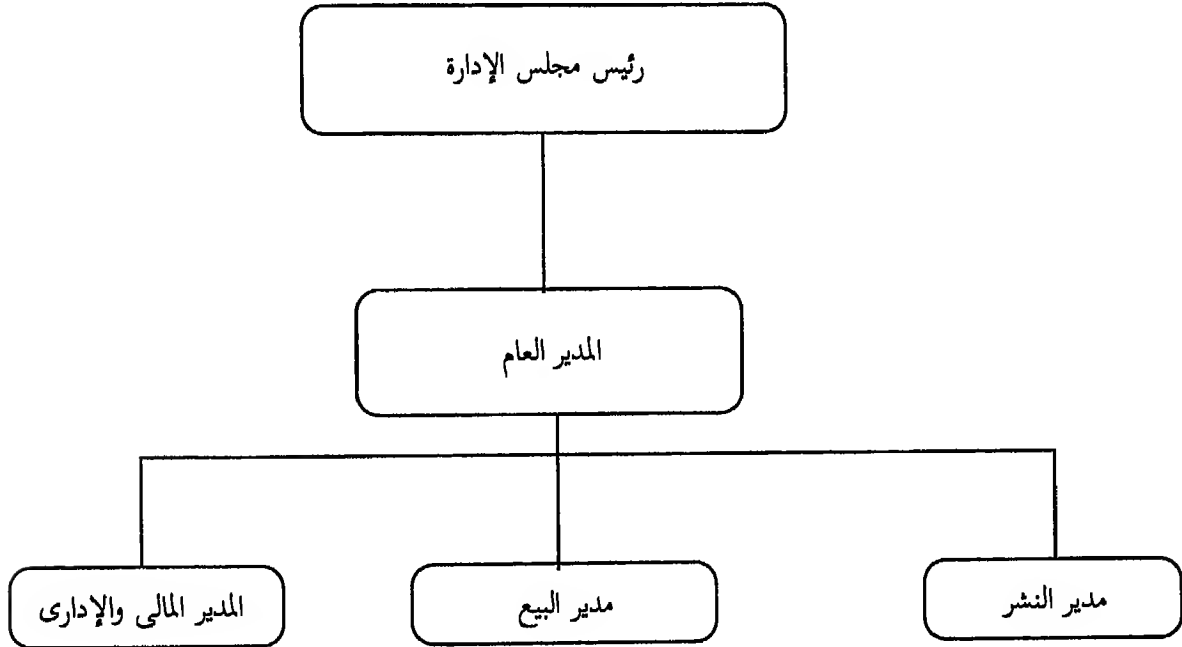 رئيس مجلس الإدارة
المدير العام
مدير النشر
مدير البيع
المدير المالى والإدارى